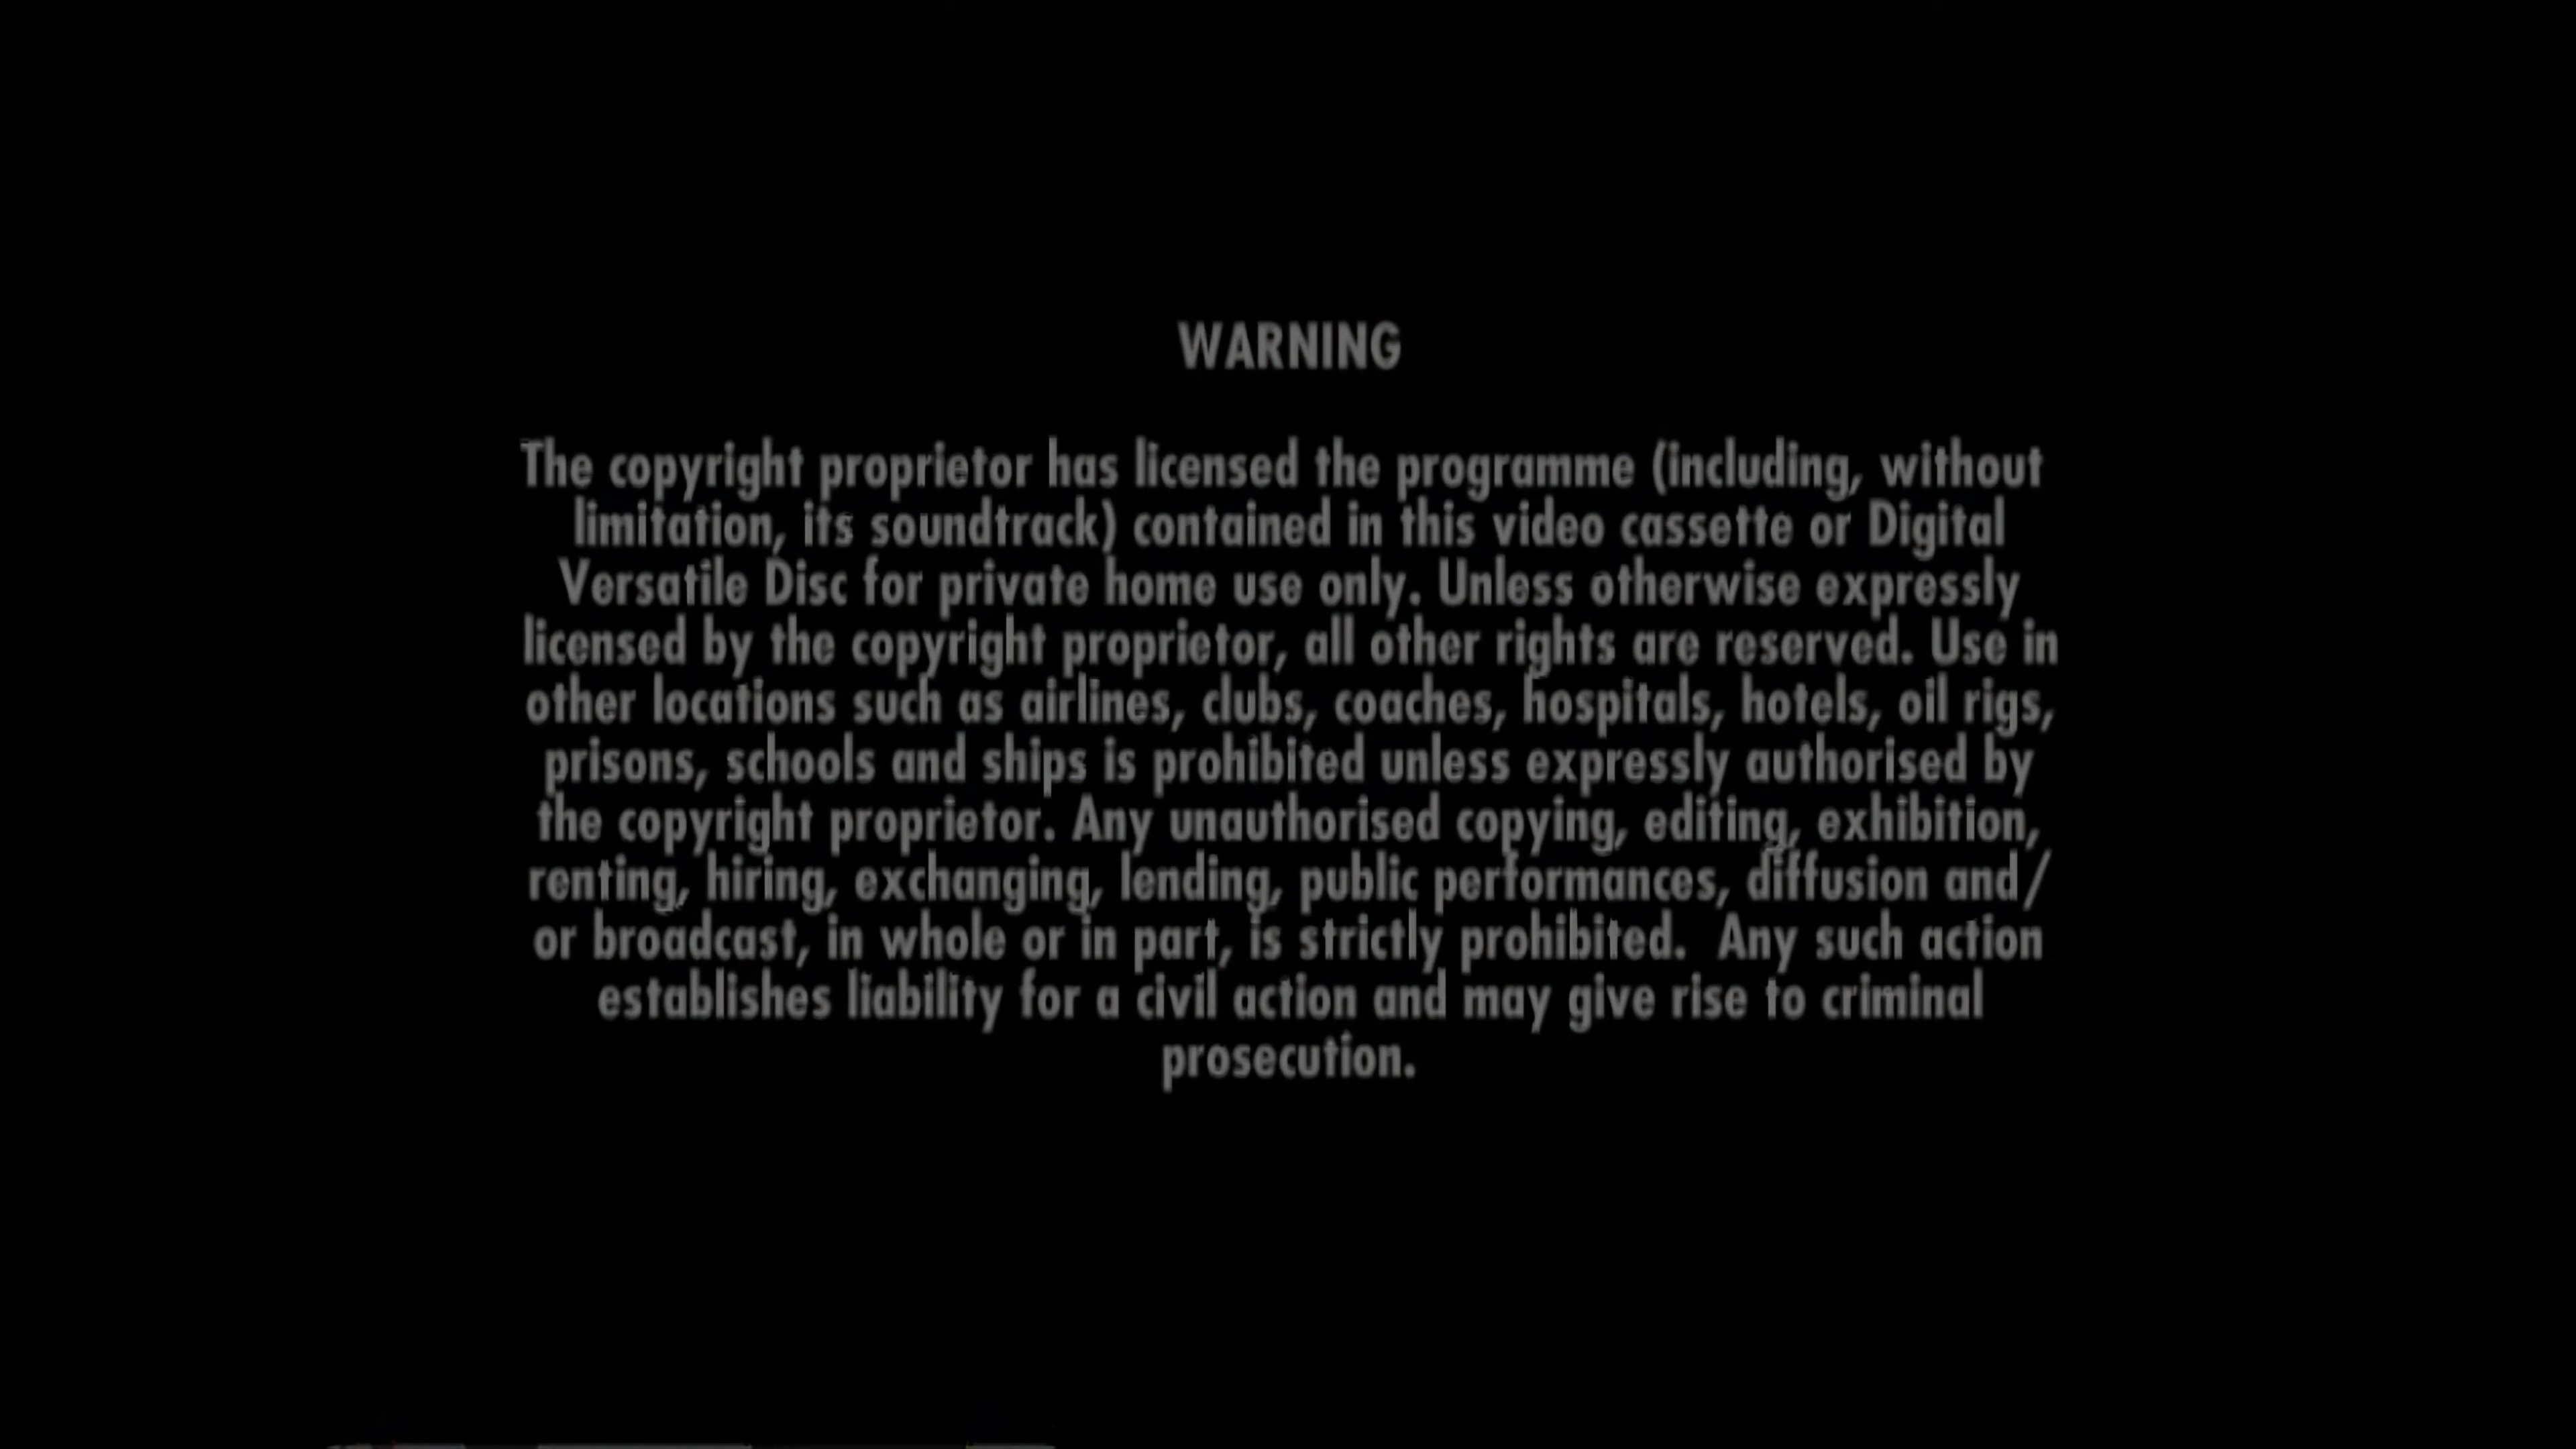 WARNING
The copyright proprietor has licensed the programme (including, without
limitation, its soundtrack) contained in this video cassette or Digital
Versatile Disc for private home use only. Unless otherwise expressly
licensed by the copyright proprietor, all other rights are reserved. Use in
other locations such as airlines, clubs, coaches, hospitals, hotels, oil rigs,
prisons, schools and ships is prohibited unless expressly authorised by
the copyright proprietor. Any unauthorised copying, editing, exhibition,
renting, hiring, exchanging, lending, public performances, diffusion and/
or broadcast, in whole or in part, is strictly prohibited.  Any such action
establishes liability for a civil action and may give rise to criminal
prosecution.